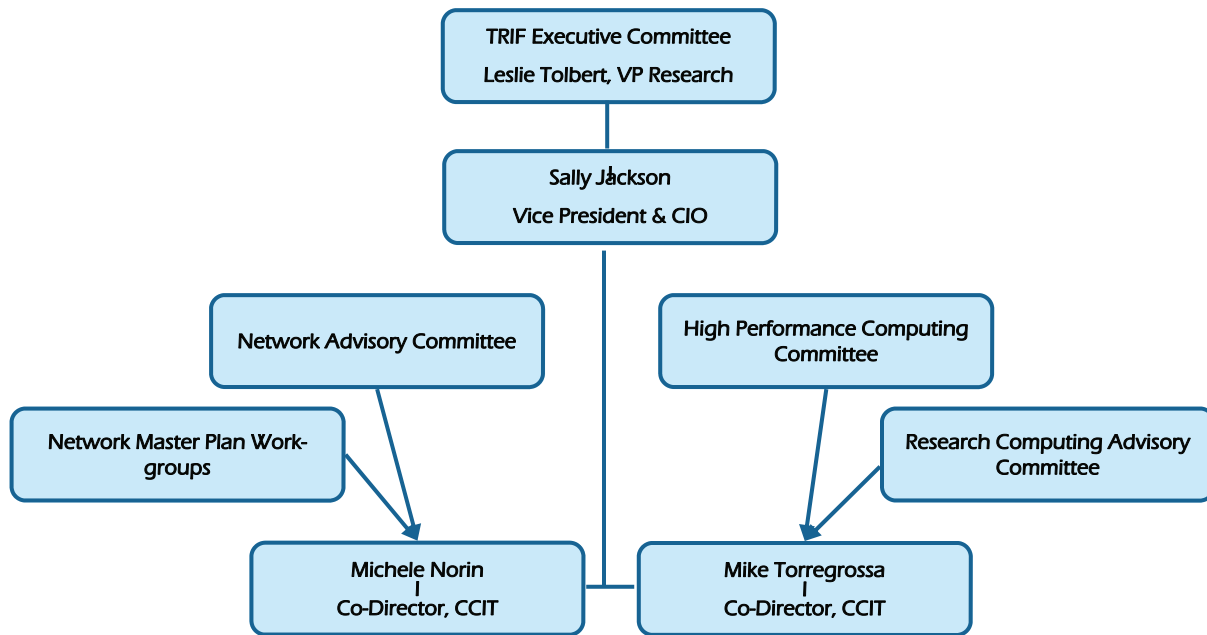 TRIF Executive Committee
Leslie Tolbert, VP Research
Sally Jackson
Vice President & CIO
Network Advisory Committee
High Performance Computing
Committee
Network Master Plan Work-
groups
Research Computing Advisory
Committee
Michele Norin
Co-Director, CCIT
Mike Torregrossa
Co-Director, CCIT